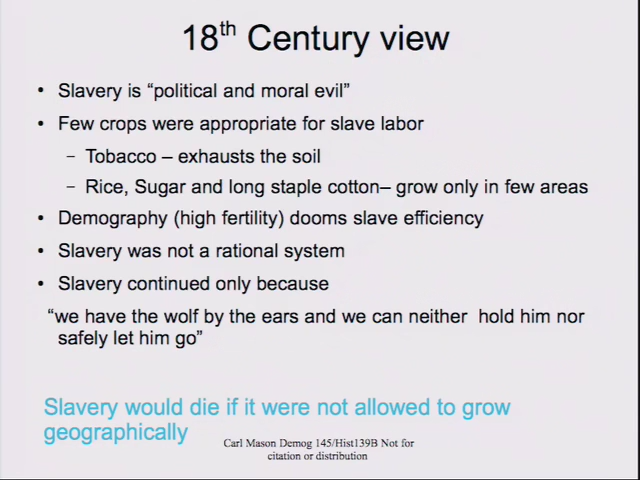 18th Century view
• Slavery is “political and moral evil”
• Few crops were appropriate for slave labor
– Tobacco – exhausts the soil
– Rice, Sugar and long staple cotton– grow only in few areas
• Demography (high fertility) dooms slave efficiency
• Slavery was not a rational system
• Slavery continued only because
“we have the wolf by the ears and we can neither hold him nor
safely let him go”
Slavery would die if it were not allowed to grow
geographically
Carl Mason Demog 145/Hist139B Not for
citation or distribution